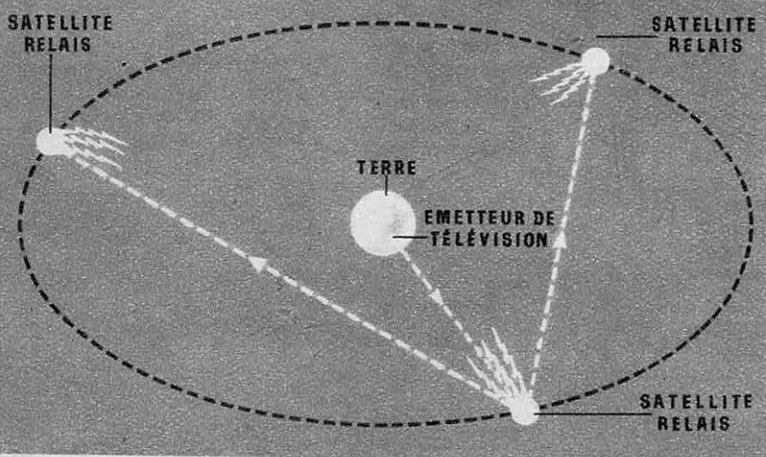 SATELLITE
RELAIS
SATELLITE
RELAIS
TERRE
EMETTEUR DE
TÉLÉVISION
SATELLITE
RELAIS